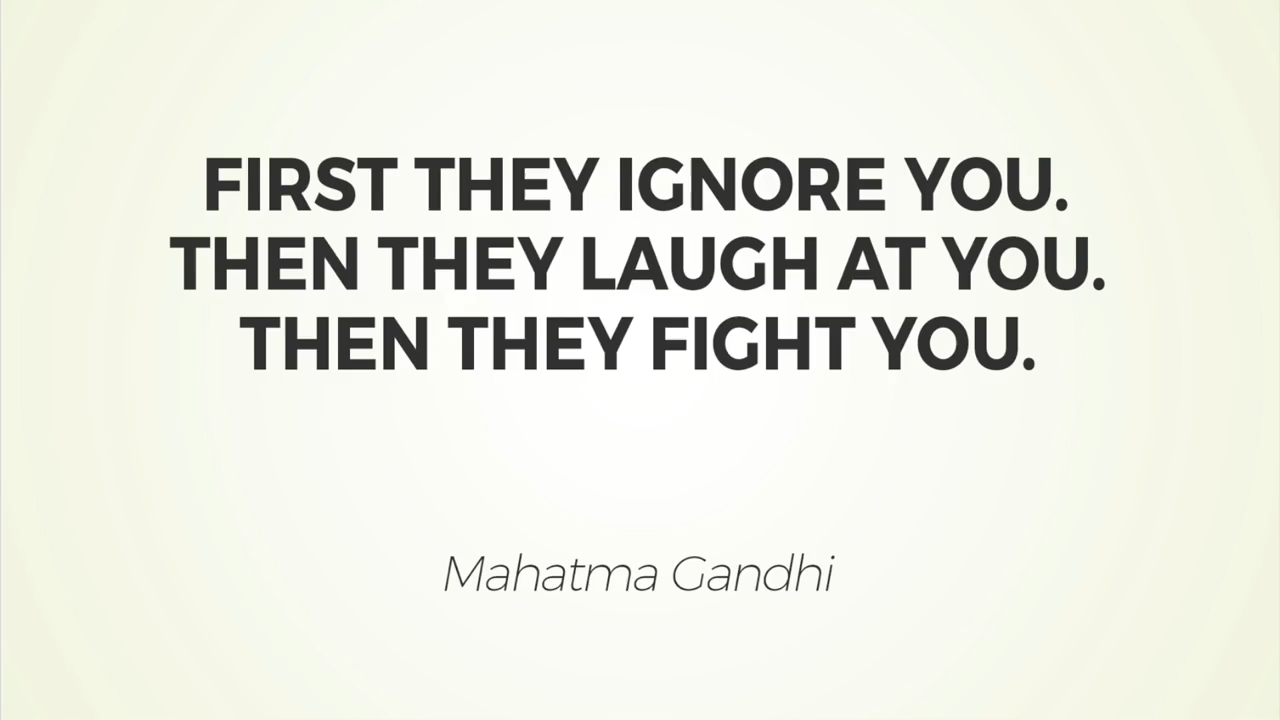 FIRST THEY IGNORE YOU.
THEN THEY LAUGH AT YOU.
THEN THEY FIGHT YOU.
Mahatma Gandhi